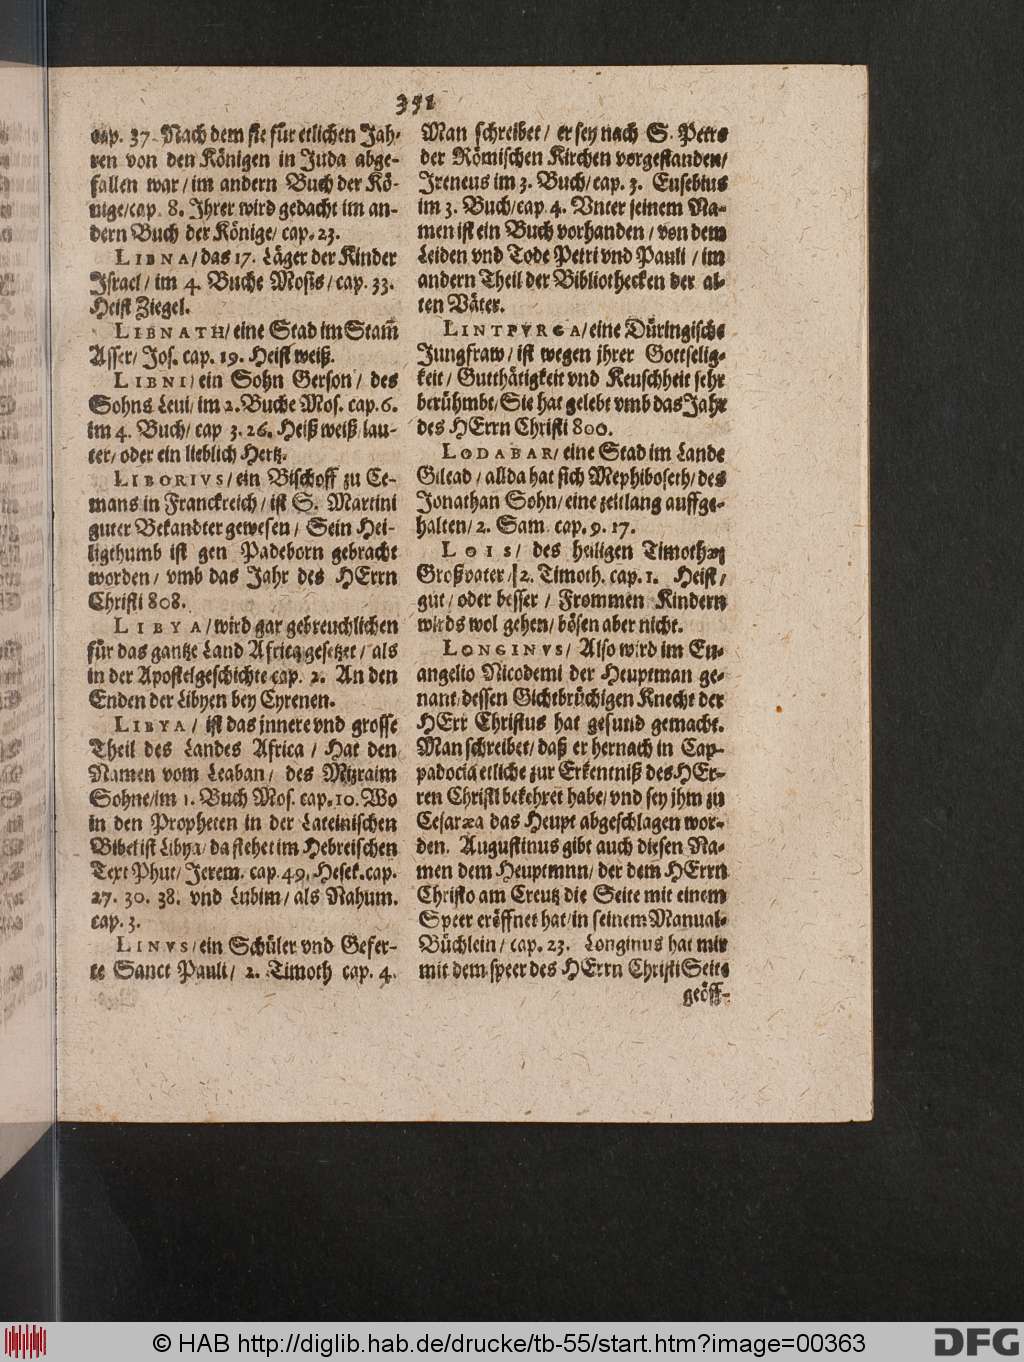 351
cap. 37. Nach dem sie für etlichen Jah-
ren von den Königen in Juda abge-
fallen war / im andern Buch der Kö-
nige / cap. 8. Ihrer wird gedacht im an-
dern Buch der Könige / cap. 23.
LIBNA / das 17. Läger der Kinder
Israel / im 4. Buche Mosis / cap. 33.
Heist Ziegel.
LIBNATH / eine Stad im Stam̃
Asser / Jos. cap. 19. Heist weiß.
LIBNI / ein Sohn Gerson / des
Sohns Leui / im 2. Buche Mos. cap. 6.
im 4. Buch / cap 3. 26. Heiß weiß / lau-
ter / oder ein lieblich Hertz.
LIBORIVS / ein Bischoff zu Ce-
mans in Franckreich / ist S. Martini
guter Bekandter gewesen / Sein Hei-
ligthumb ist gen Padeborn gebracht
worden / vmb das Jahr des HErrn
Christi 808.
LIBYA / wird gar gebreuchlichen
für das gantze Land Africæ gesetzet / als
in der Apostelgeschichte cap. 2. An den
Enden der Libyen bey Cyrenen.
LIBYA / ist das jnnere vnd grosse
Theil des Landes Africa / Hat den
Namen vom Leaban / des Mizraim
Sohne / im 1. Buch Mos. cap. 10. Wo
in den Propheten in der Lateinischen
Bibel ist Libya / da stehet im Hebreischen
Text Phut / Jerem. cap. 49. Hesek. cap.
27. 30. 38. vnd Lubim / als Nahum.
cap. 3.
LINVS / ein Schüler vnd Gefer-
te Sanct Pauli / 2. Timoth cap. 4.
Man schreibet / er sey nach S. Petro
der Römischen Kirchen vorgestanden /
Ireneus im 3. Buch / cap. 3. Eusebius
im 3. Buch / cap 4. Vnter seinem Na-
men ist ein Buch vorhanden / von dem
Leiden vnd Tode Petri vnd Pauli / im
andern Theil der Bibliothecken der al-
ten Väter.
LINTPVRGA / eine Düringische
Jungfraw / ist wegen jhrer Gottselig-
keit / Gutthätigkeit vnd Keuschheit sehr
berühmbt / Sie hat gelebt vmb das Jahr
des HErrn Christi 800.
LODABAR / eine Stad im Lande
Gilead / allda hat sich Mephiboseth / des
Jonathan Sohn / eine zeitlang auffge-
halten / 2. Sam. cap. 9. 17.
LOIS / des heiligen Timothæi
Großvater / 2. Timoth. cap. 1. Heist /
gut / oder besser / Frommen Kindern
wirds wol gehen / bösen aber nicht.
LONGINVS / Also wird im Eu-
angelio Nicodemi der Heuptman ge-
nant / dessen Gichtbrüchigen Knecht der
HErr Christus hat gesund gemacht.
Man schreibet / daß er hernach in Cap-
padocia etliche zur Erkentniß des HEr-
ren Christi bekehret habe / vnd sey jhm zu
Cesaræa das Heupt abgeschlagen wor-
den. Augustinus gibt auch diesen Na-
men dem Heuptmnn / der dem HErrn
Christo am Creutz die Seite mit einem
Speer eröffnet hat / in seinem Manual-
Büchlein / cap. 23. Longinus hat mir
mit dem speer des HErrn Christi Seite
geöff-
© HAB http://diglib.hab.de/drucke/tb-55/start.htm?image=00363
DFG